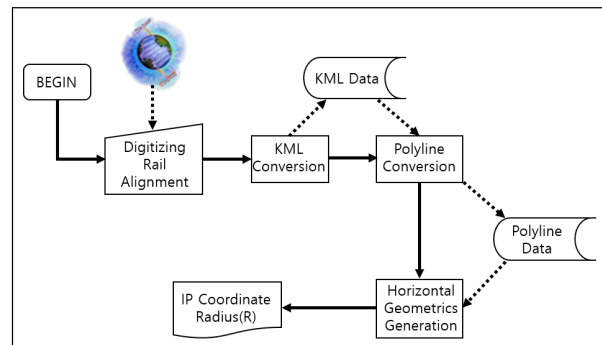 BEGIN
KML Data
Digitizing
Rail
Alignment
KML
Conversion
Polyline
Conversion
Polyline
Data
IP Coordinate
Radius(R)
Horizontal
Geometrics
Generation